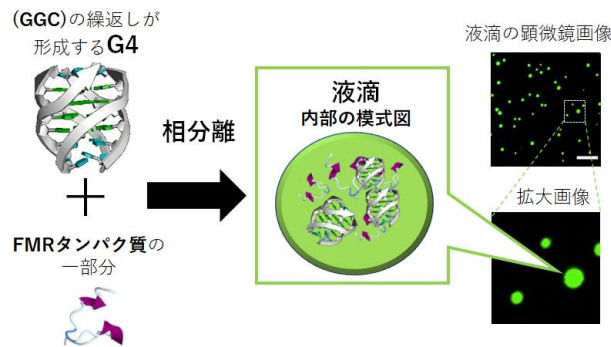 (GGC)の繰返しが
形成するG4
相分離
FMRタンパク質の
一部分
液滴
内部の模式図
液滴の顕微鏡画像
拡大画像